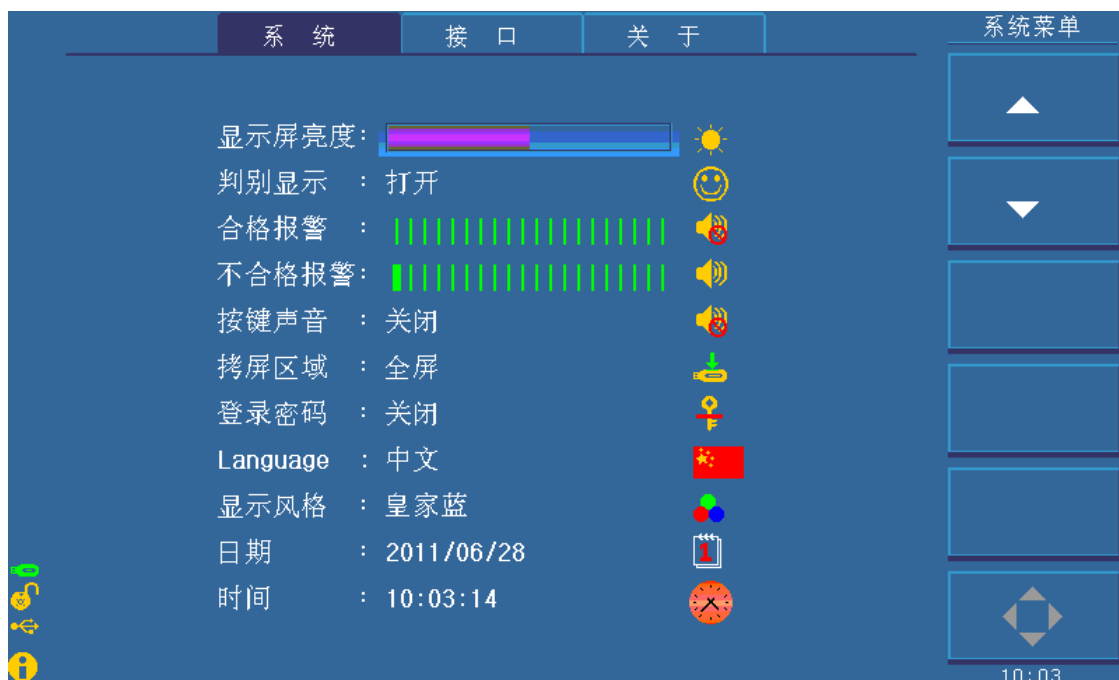 系 统 接 口 关 于 系统菜单
显示屏亮度:
判别显示 : 打开
合格报警 :
不合格报警:
按键声音 : 关闭
拷屏区域 : 全屏
登录密码 : 关闭
Language : 中文
显示风格 : 皇家蓝
日期 : 2011/06/28
时间 : 10:03:14
10:03